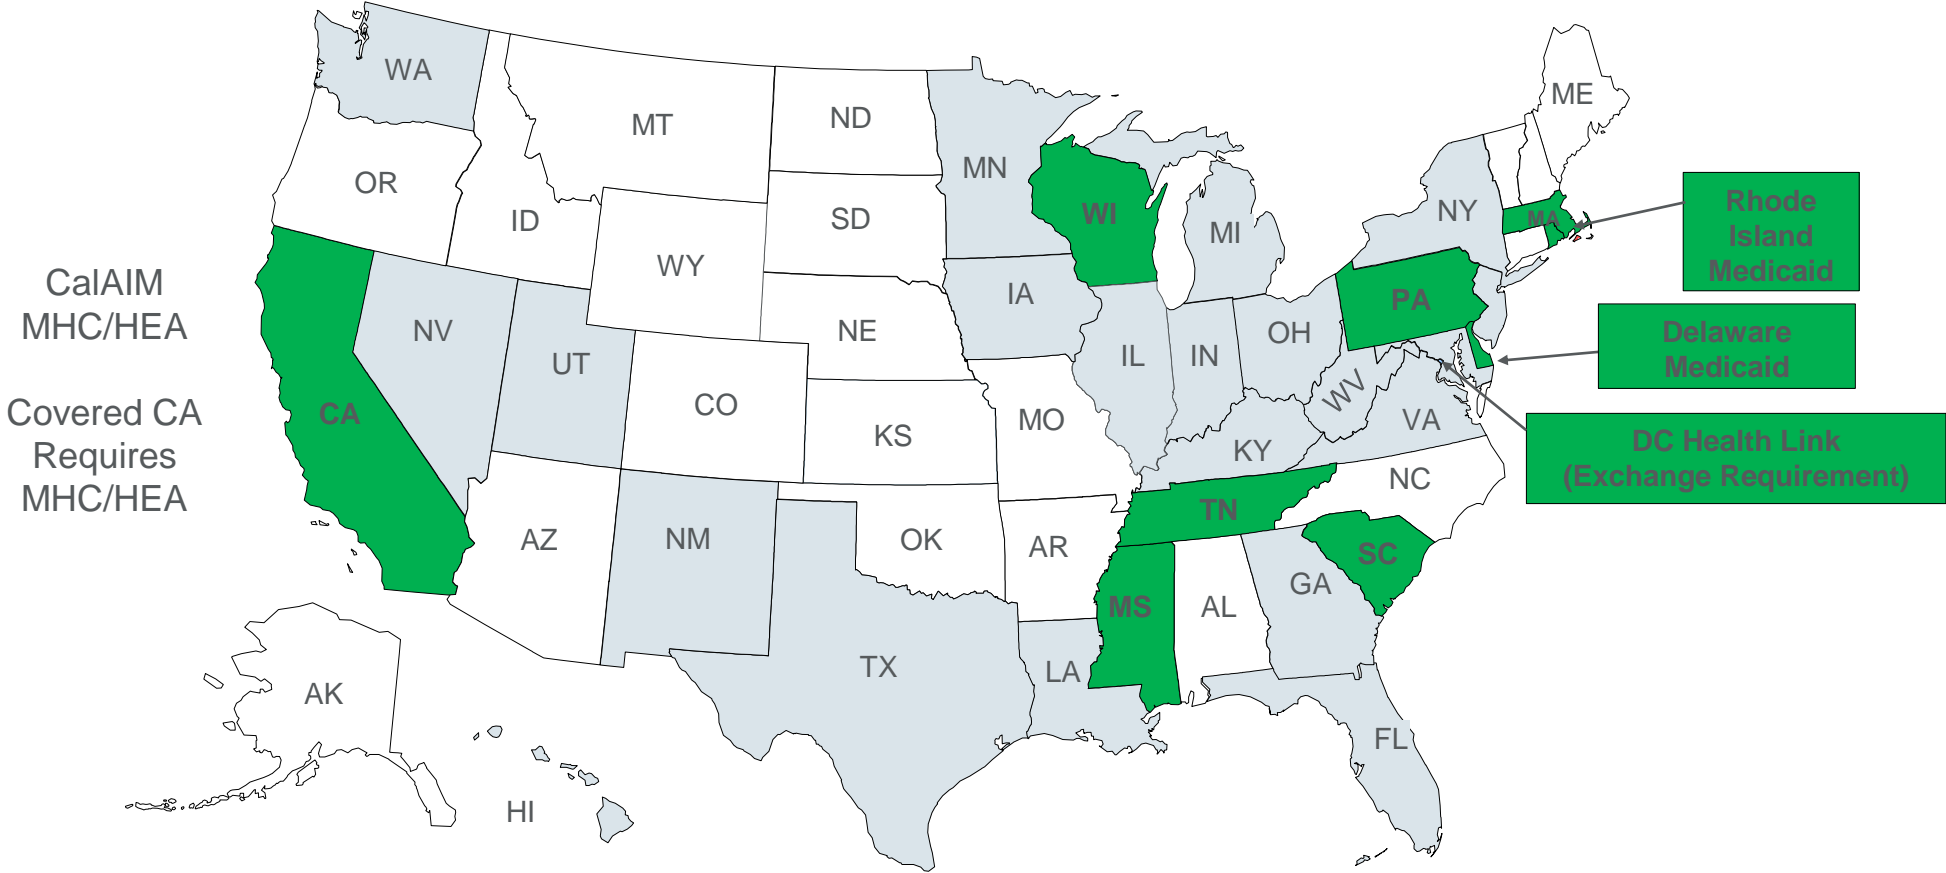 WA
MT
ND
MN
ME
OR
ID
SD
WI
MI
NY
MA
Rhode
Island
Medicaid
WY
CalAIM
MHC/HEA
NV
UT
NE
IA
IL
IN
OH
PA
Delaware
Medicaid
Covered CA
Requires
MHC/HEA
CA
CO
KS
MO
KY
WV
VA
DC Health Link
(Exchange Requirement)
AZ
NM
OK
AR
TN
NC
SC
MS
AL
GA
TX
LA
FL
AK
HI